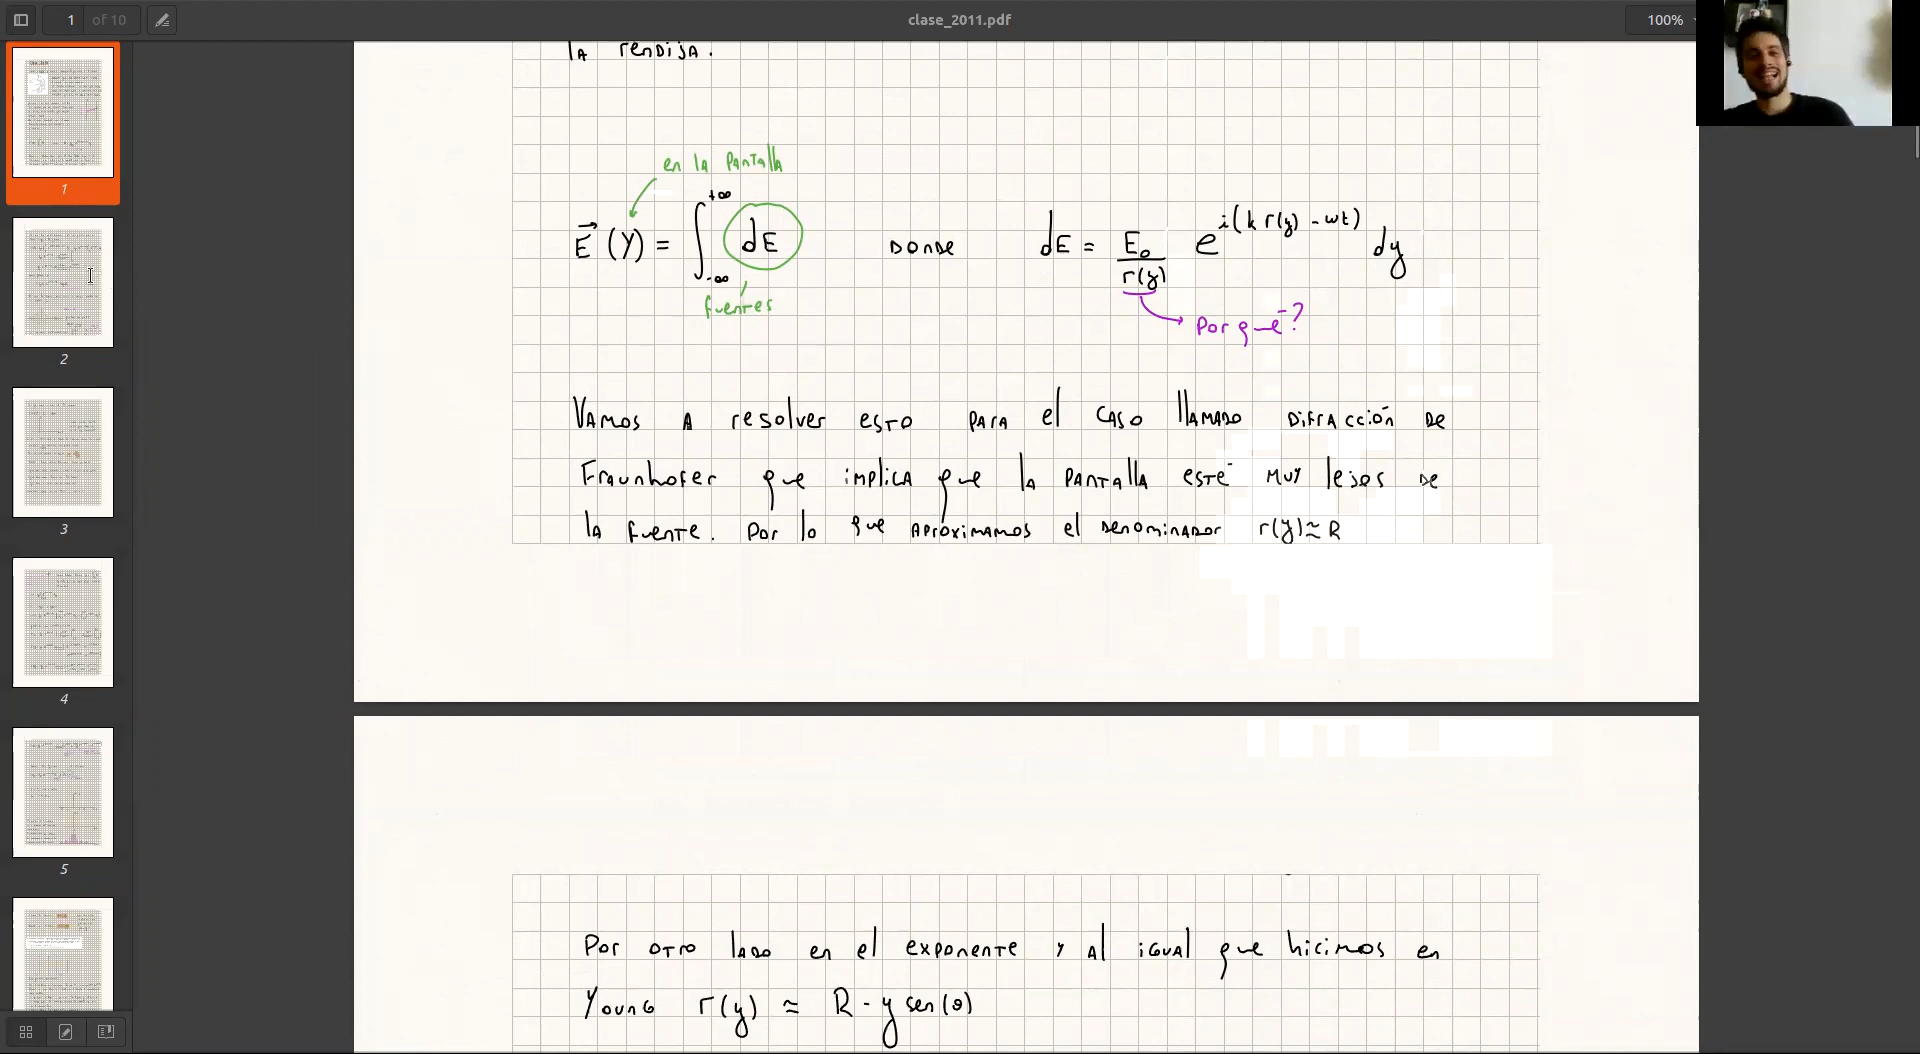 1 of 10
clase_2011.pdf
100%
la rendija.
en la pantalla
E⃗ (Y) = ∫_{-∞}^{+∞} dE donde dE = E₀/r(y) e^{i(k r(y) - wt)} dy
fuentes
Por qué?
Vamos a resolver esto para el caso llamado difracción de
Fraunhofer que implica que la pantalla esté muy lejos de
la fuente. Por lo que aproximamos el denominador r(y) ≈ R
Por otro lado en el exponente y al igual que hicimos en
Young r(y) ≈ R - y sen(θ)
1
2
3
4
5